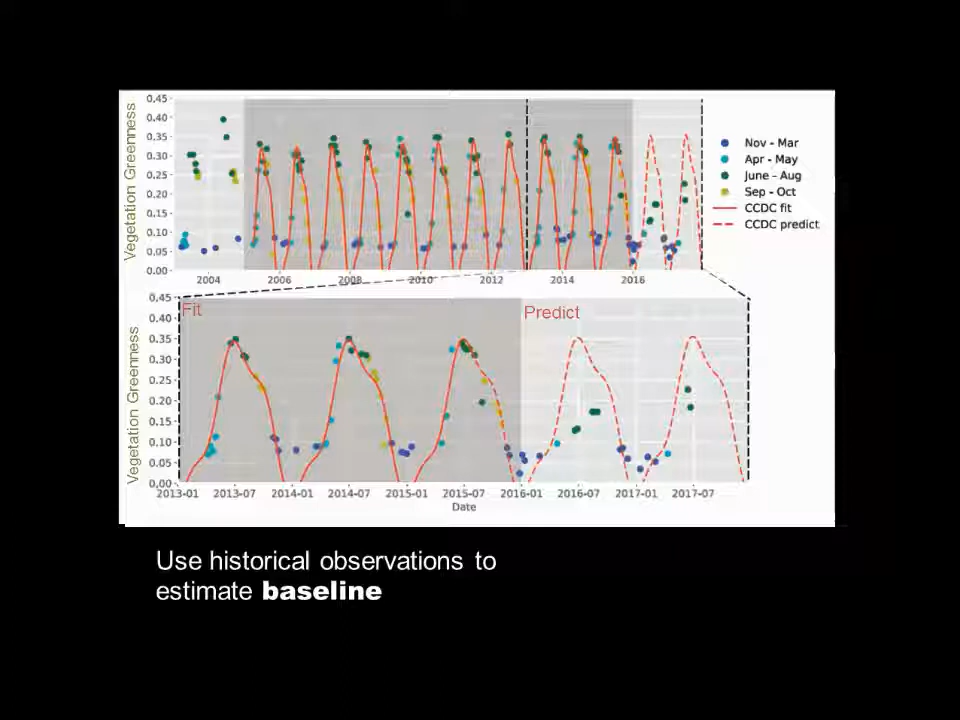 Vegetation Greenness
0.45
0.40
0.35
0.30
0.25
0.20
0.15
0.10
0.05
0.00
2004 2006 2008 2010 2012 2014 2016
Nov - Mar
Apr - May
June - Aug
Sep - Oct
CCDC fit
CCDC predict
Vegetation Greenness
0.45
0.40
0.35
0.30
0.25
0.20
0.15
0.10
0.05
0.00
Fit
Predict
2013-01 2013-07 2014-01 2014-07 2015-01 2015-07 2016-01 2016-07 2017-01 2017-07
Date
Use historical observations to
estimate baseline